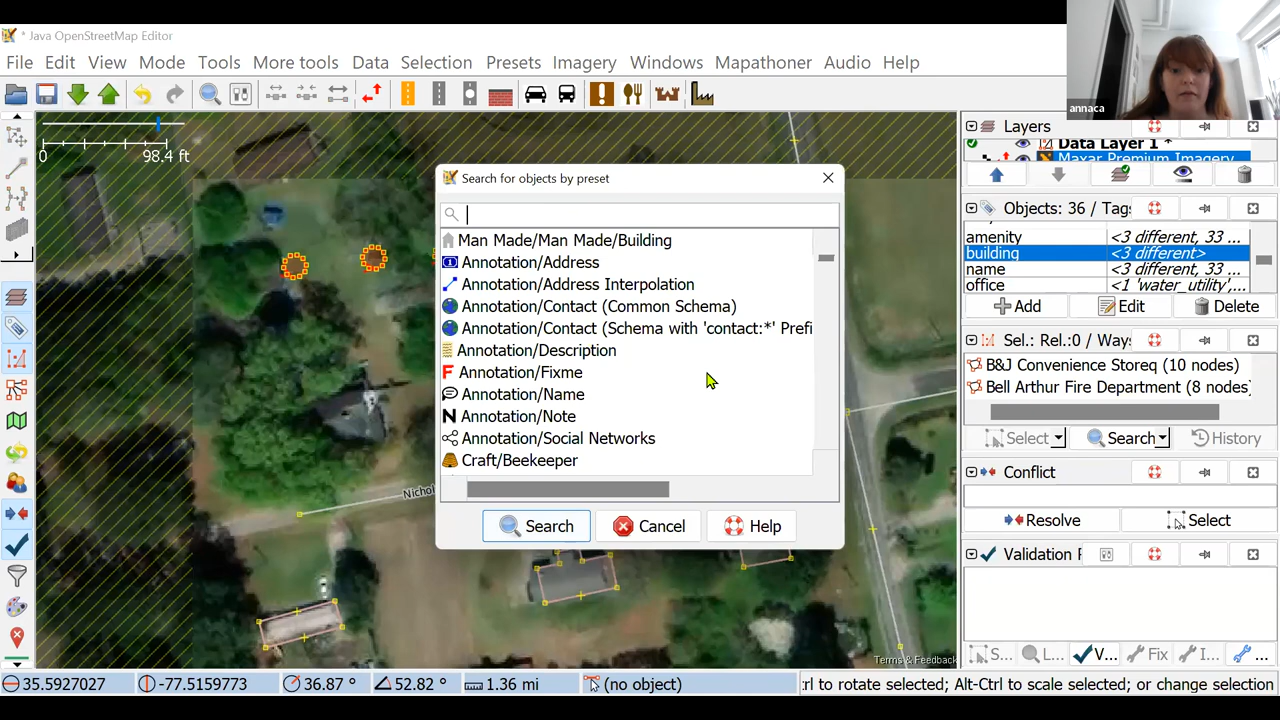 * Java OpenStreetMap Editor
File Edit View Mode Tools More tools Data Selection Presets Imagery Windows Mapathoner Audio Help
annaca
0 98.4 ft
Layers
Data Layer 1 *
Maxar Premium Imagery
Search for objects by preset
Man Made/Man Made/Building
Annotation/Address
Annotation/Address Interpolation
Annotation/Contact (Common Schema)
Annotation/Contact (Schema with 'contact:*' Prefi
Annotation/Description
Annotation/Fixme
Annotation/Name
Annotation/Note
Annotation/Social Networks
Craft/Beekeeper
Search Cancel Help
Objects: 36 / Tags
amenity <3 different, 33 ...
building <3 different>
name <3 different, 33 ...
office <1 'water_utility',...
Add Edit Delete
Sel.: Rel.:0 / Ways
B&J Convenience Storeq (10 nodes)
Bell Arthur Fire Department (8 nodes)
Select Search History
Conflict
Resolve Select
Validation
S... L... V... Fix I... ...
Terms & Feedback
35.5927027 -77.5159773 36.87 ° 52.82 ° 1.36 mi (no object) rl to rotate selected; Alt-Ctrl to scale selected; or change selection